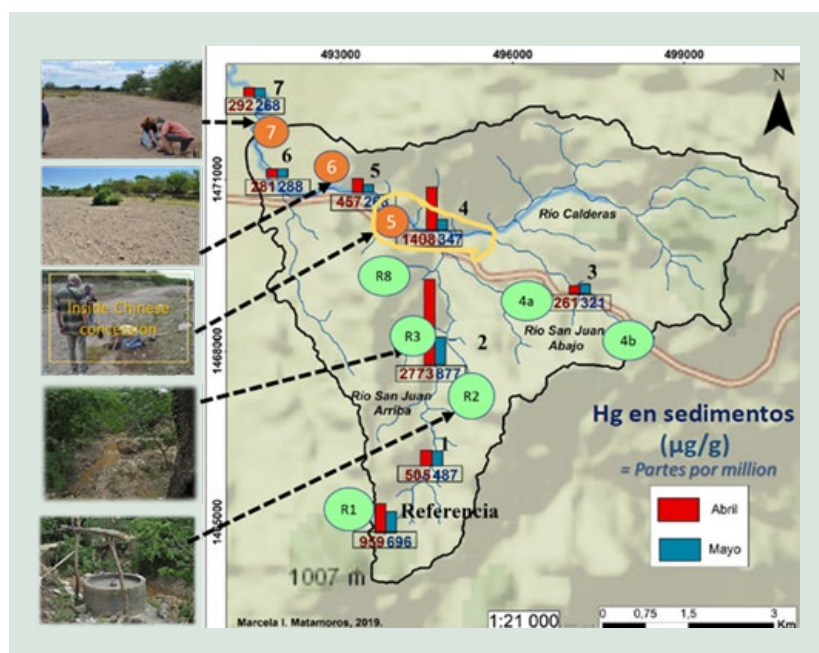 493000 496000 499000
N
7
292 268
7
1471000
6
281 288
6
5
457
5
4
1408 347
Río Calderas
Inside Chinese
concession
R8
3
261 321
4a
Río San Juan
Abajo
4b
1468000
R3
2
2773 877
R2
Río San Juan
Arriba
Hg en sedimentos
(µg/g)
= Partes por million
1
505 487
Abril
Mayo
R1
Referencia
959 696
1007 m
Marcela I. Matamoros, 2019.
1:21 000
0 0,75 1,5 3
Km